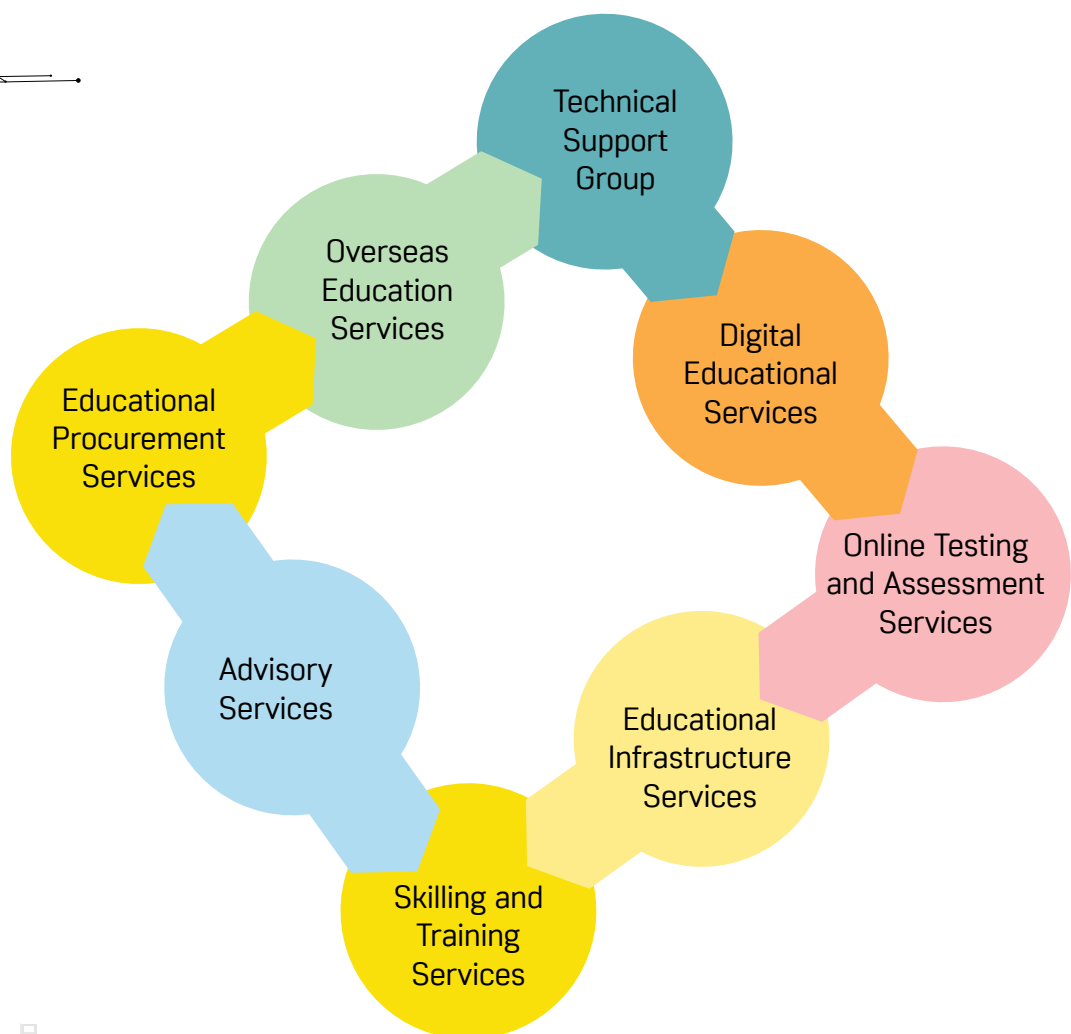 Technical
Support
Group
Overseas
Education
Services
Digital
Educational
Services
Educational
Procurement
Services
Online Testing
and Assessment
Services
Advisory
Services
Educational
Infrastructure
Services
Skilling and
Training
Services